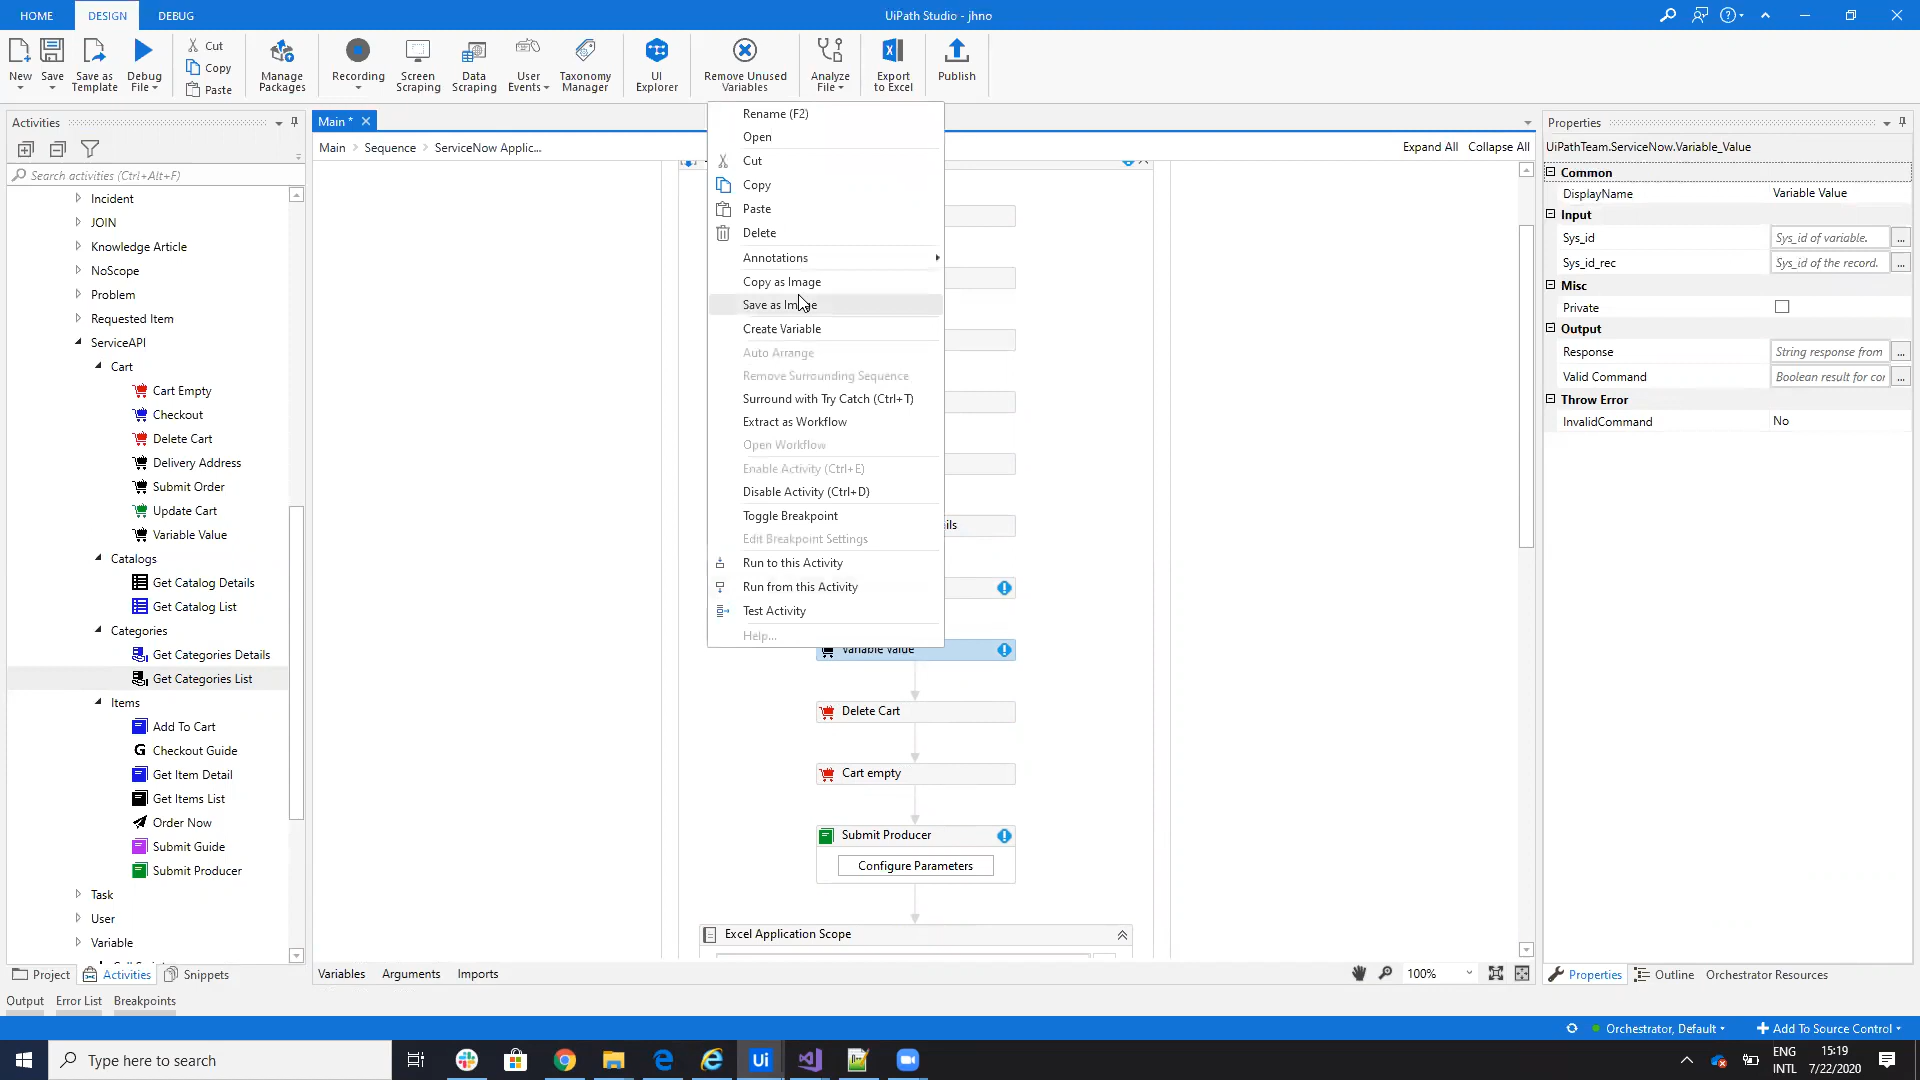 HOME DESIGN DEBUG UiPath Studio - jhno
New Save Save as Template Debug File Cut Copy Paste Manage Packages Recording Screen Scraping Data Scraping User Events Taxonomy Manager UI Explorer Remove Unused Variables Analyze File Export to Excel Publish
Activities
Search activities (Ctrl+Alt+F)
Incident
JOIN
Knowledge Article
NoScope
Problem
Requested Item
ServiceAPI
Cart
Cart Empty
Checkout
Delete Cart
Delivery Address
Submit Order
Update Cart
Variable Value
Catalogs
Get Catalog Details
Get Catalog List
Categories
Get Categories Details
Get Categories List
Items
Add To Cart
Checkout Guide
Get Item Detail
Get Items List
Order Now
Submit Guide
Submit Producer
Task
User
Variable
Project Activities Snippets
Main *
Main > Sequence > ServiceNow Applic...
Expand All Collapse All
Rename (F2)
Open
Cut
Copy
Paste
Delete
Annotations
Copy as Image
Save as Image
Create Variable
Auto Arrange
Remove Surrounding Sequence
Surround with Try Catch (Ctrl+T)
Extract as Workflow
Open Workflow
Enable Activity (Ctrl+E)
Disable Activity (Ctrl+D)
Toggle Breakpoint
Edit Breakpoint Settings
Run to this Activity
Run from this Activity
Test Activity
Help...
ils
Variable Value
Delete Cart
Cart empty
Submit Producer
Configure Parameters
Excel Application Scope
Variables Arguments Imports
100%
Properties
UiPathTeam.ServiceNow.Variable_Value
Common
DisplayName Variable Value
Input
Sys_id Sys_id of variable. ...
Sys_id_rec Sys_id of the record. ...
Misc
Private
Output
Response String response from ...
Valid Command Boolean result for cor ...
Throw Error
InvalidCommand No
Properties Outline Orchestrator Resources
Output Error List Breakpoints
Orchestrator, Default Add To Source Control
Type here to search
Ui
ENG
INTL
15:19
7/22/2020